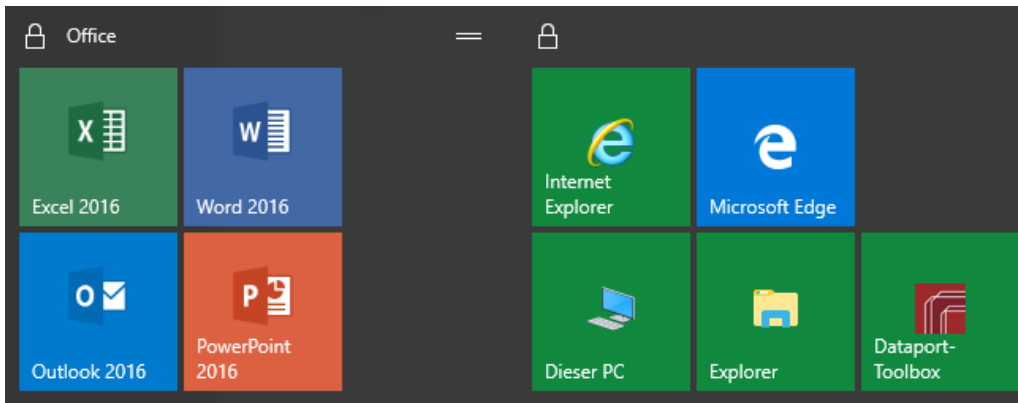 Office
Excel 2016
Word 2016
Outlook 2016
PowerPoint
2016
Internet
Explorer
Microsoft Edge
Dieser PC
Explorer
Dataport-
Toolbox